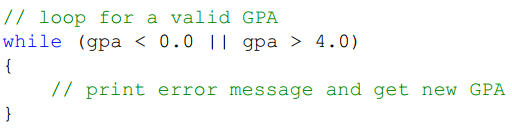 // loop for a valid GPA
while (gpa < 0.0 || gpa > 4.0)
{
    // print error message and get new GPA
}